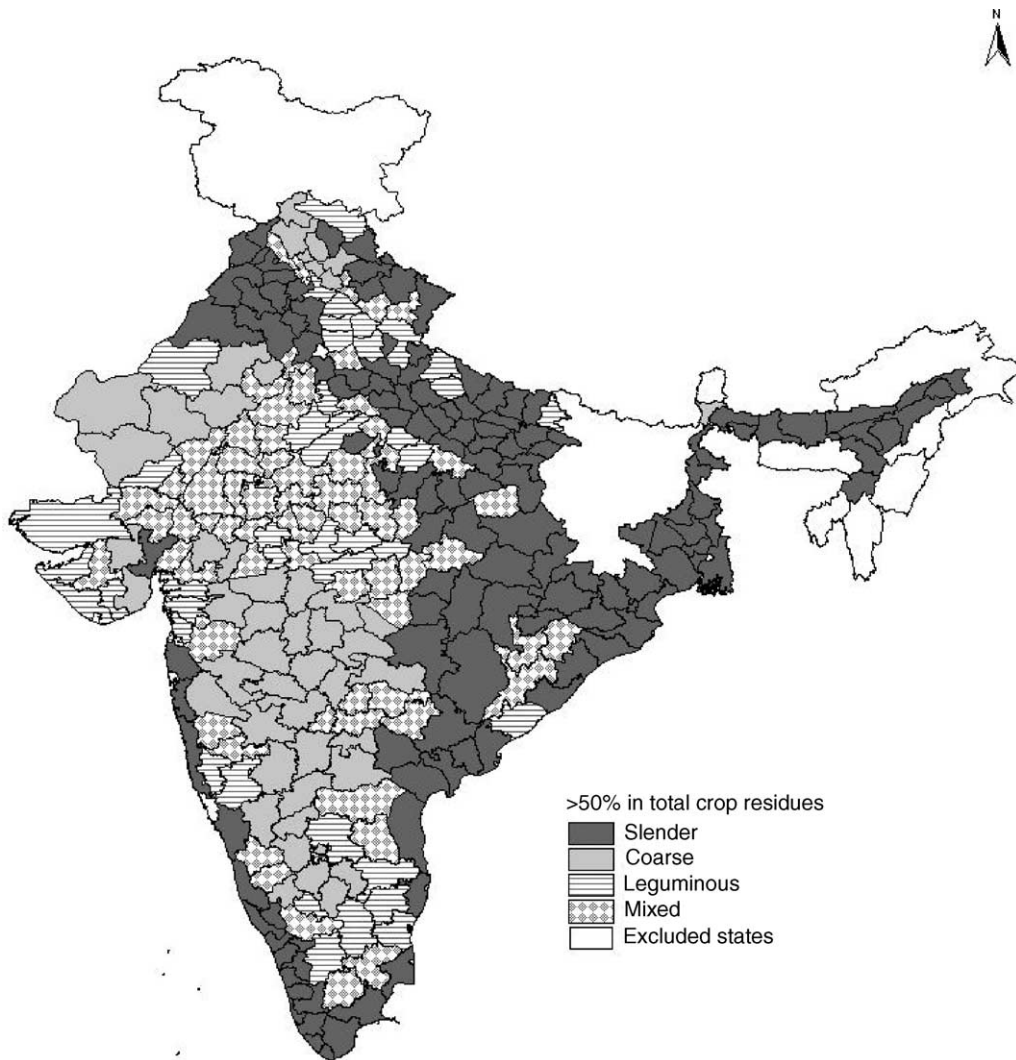 N
>50% in total crop residues
Slender
Coarse
Leguminous
Mixed
Excluded states